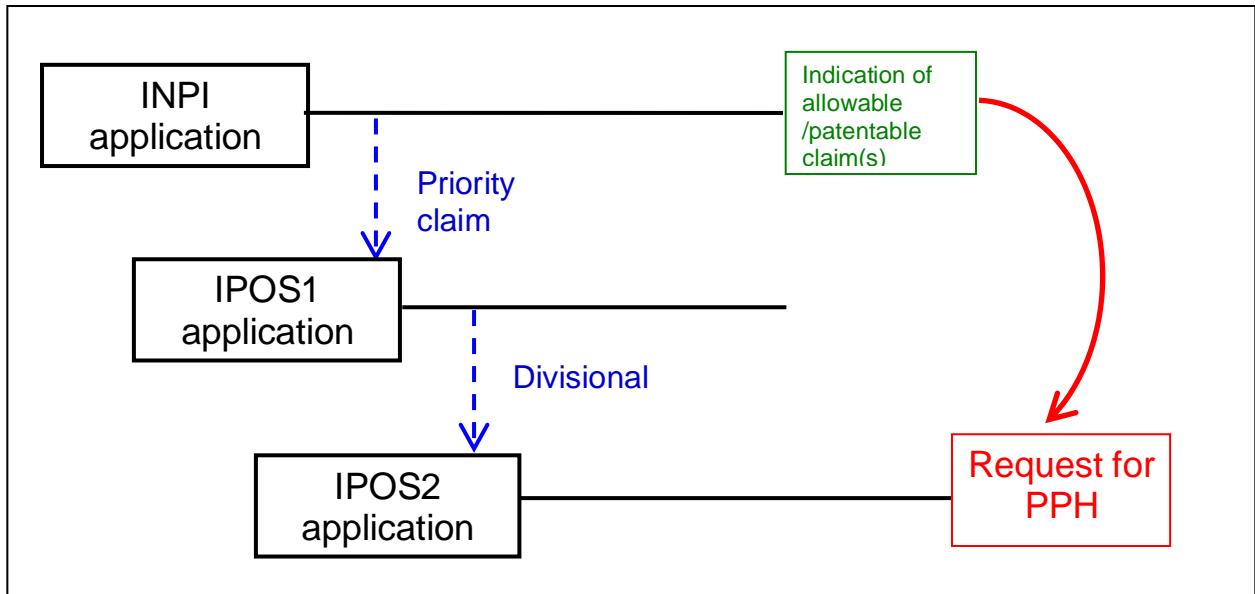 INPI
application
Indication of
allowable
/patentable
claim(s)
Priority
claim
IPOS1
application
Divisional
IPOS2
application
Request for
PPH